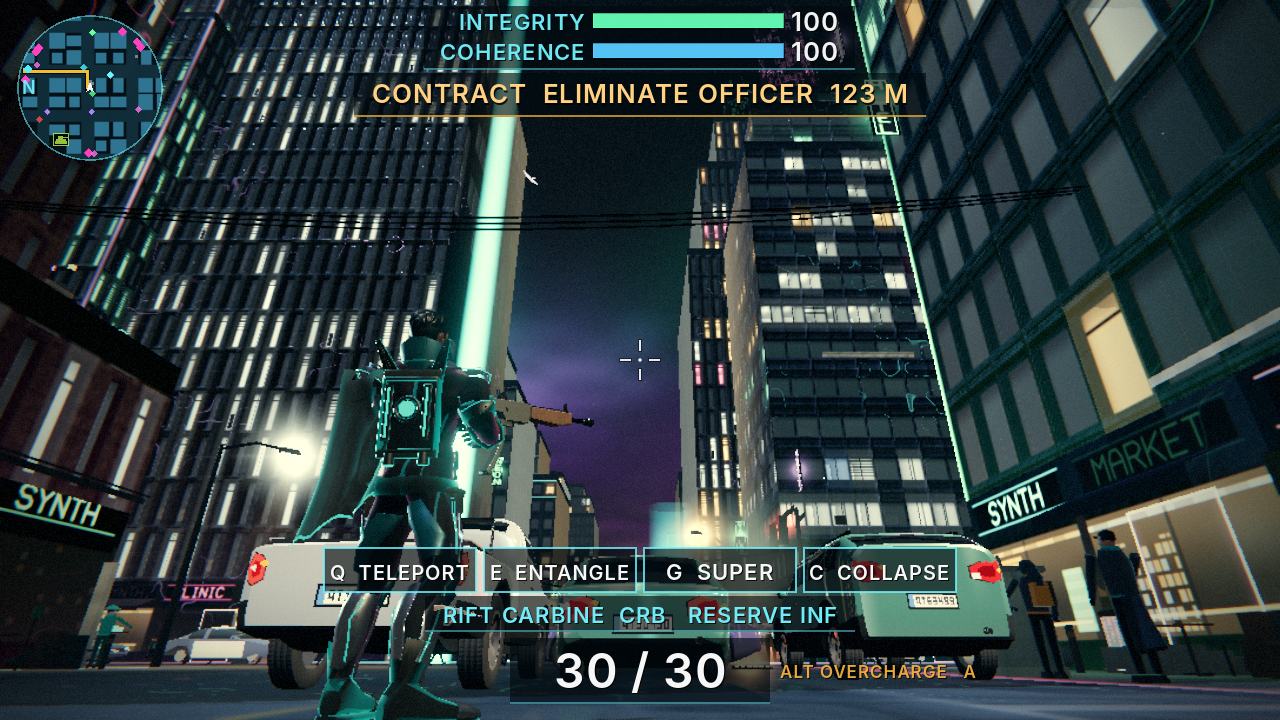 INTEGRITY 100
COHERENCE 100
CONTRACT ELIMINATE OFFICER 123 M
N
SYNTH
MARKET
SYNTH
LINIC
Q TELEPORT
E ENTANGLE
G SUPER
C COLLAPSE
RIFT CARBINE CRB RESERVE INF
30 / 30
ALT OVERCHARGE A